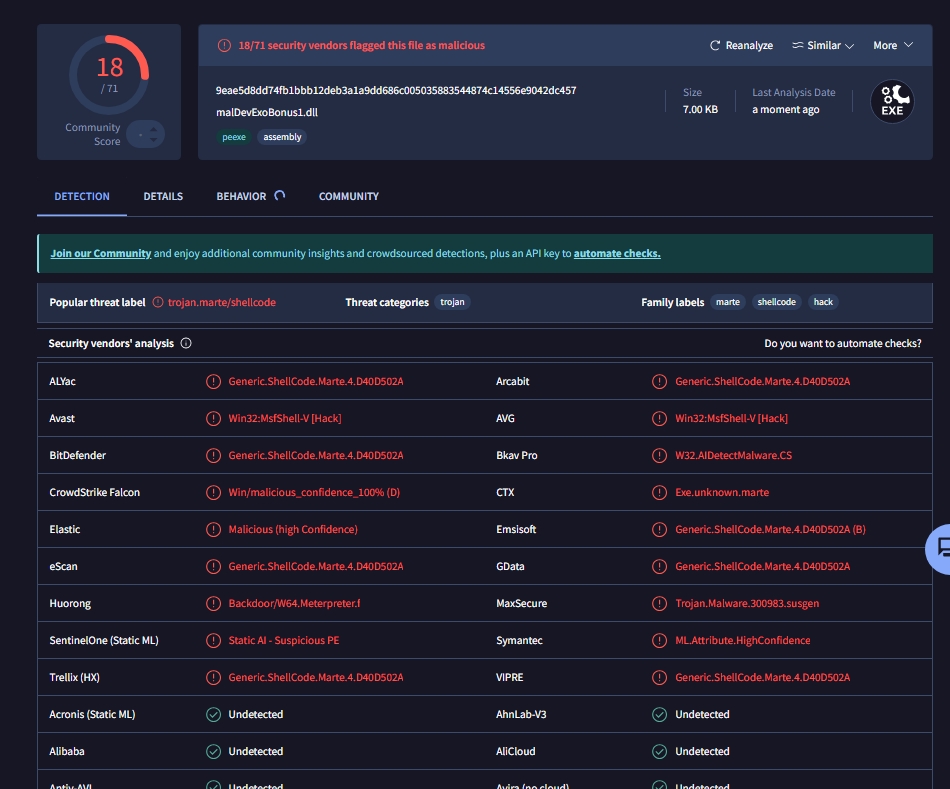 18
/ 71
Community
Score
-
18/71 security vendors flagged this file as malicious
Reanalyze
Similar
More
9eae5d8dd74fb1bbb12deb3a1a9dd686c005035883544874c14556e9042dc457
malDevExoBonus1.dll
peexe
assembly
Size
7.00 KB
Last Analysis Date
a moment ago
EXE
DETECTION
DETAILS
BEHAVIOR
COMMUNITY
Join our Community and enjoy additional community insights and crowdsourced detections, plus an API key to automate checks.
Popular threat label trojan.marte/shellcode
Threat categories trojan
Family labels marte shellcode hack
Security vendors' analysis
Do you want to automate checks?
ALYac Generic.ShellCode.Marte.4.D40D502A Arcabit Generic.ShellCode.Marte.4.D40D502A
Avast Win32:MsfShell-V [Hack] AVG Win32:MsfShell-V [Hack]
BitDefender Generic.ShellCode.Marte.4.D40D502A Bkav Pro W32.AIDetectMalware.CS
CrowdStrike Falcon Win/malicious_confidence_100% (D) CTX Exe.unknown.marte
Elastic Malicious (high Confidence) Emsisoft Generic.ShellCode.Marte.4.D40D502A (B)
eScan Generic.ShellCode.Marte.4.D40D502A GData Generic.ShellCode.Marte.4.D40D502A
Huorong Backdoor/W64.Meterpreter.f MaxSecure Trojan.Malware.300983.susgen
SentinelOne (Static ML) Static AI - Suspicious PE Symantec ML.Attribute.HighConfidence
Trellix (HX) Generic.ShellCode.Marte.4.D40D502A VIPRE Generic.ShellCode.Marte.4.D40D502A
Acronis (Static ML) Undetected AhnLab-V3 Undetected
Alibaba Undetected AliCloud Undetected
Antiy-AVL Undetected Avira (no cloud) Undetected